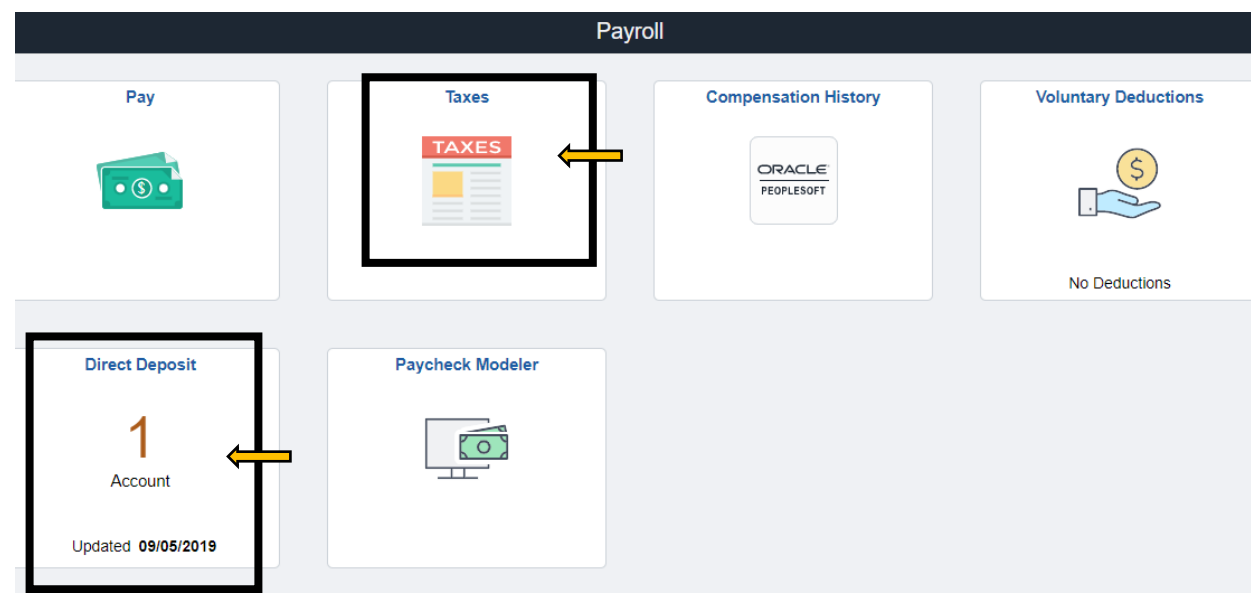 Payroll
Pay
Taxes
TAXES
Compensation History
ORACLE
PEOPLESOFT
Voluntary Deductions
$
$
No Deductions
Direct Deposit
1
Account
Updated 09/05/2019
Paycheck Modeler